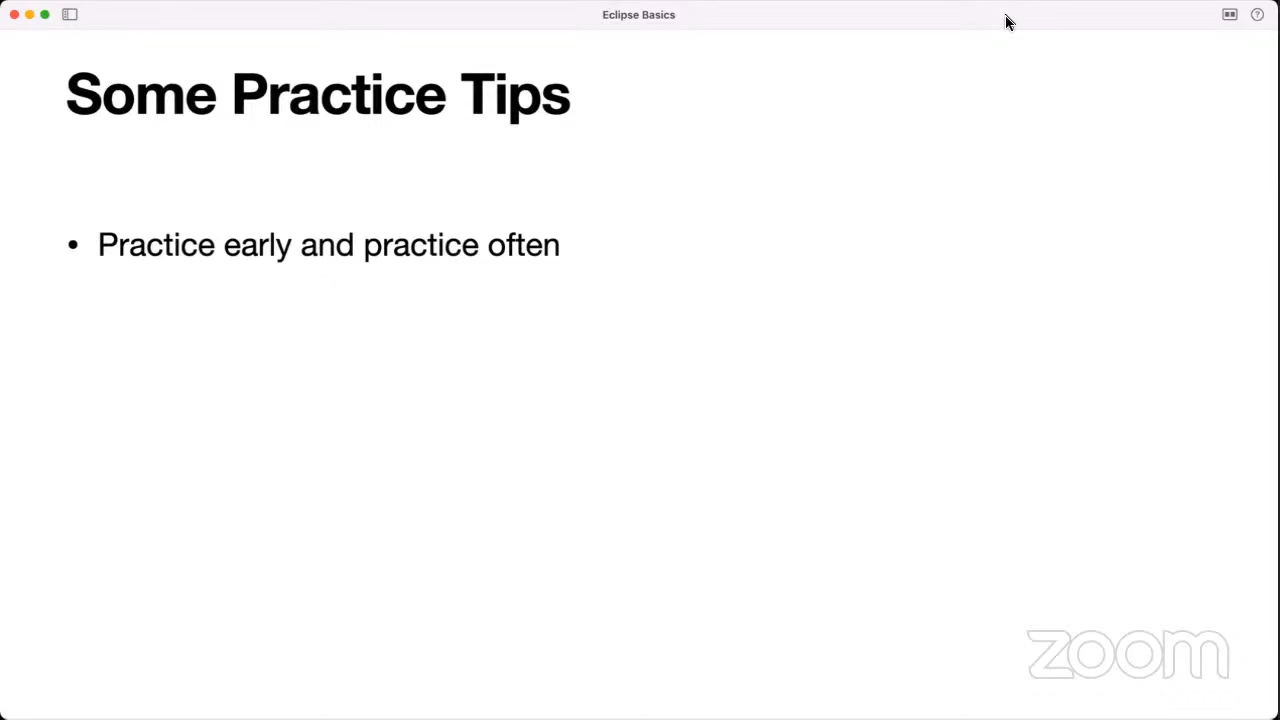 Eclipse Basics
Some Practice Tips
• Practice early and practice often
zoom